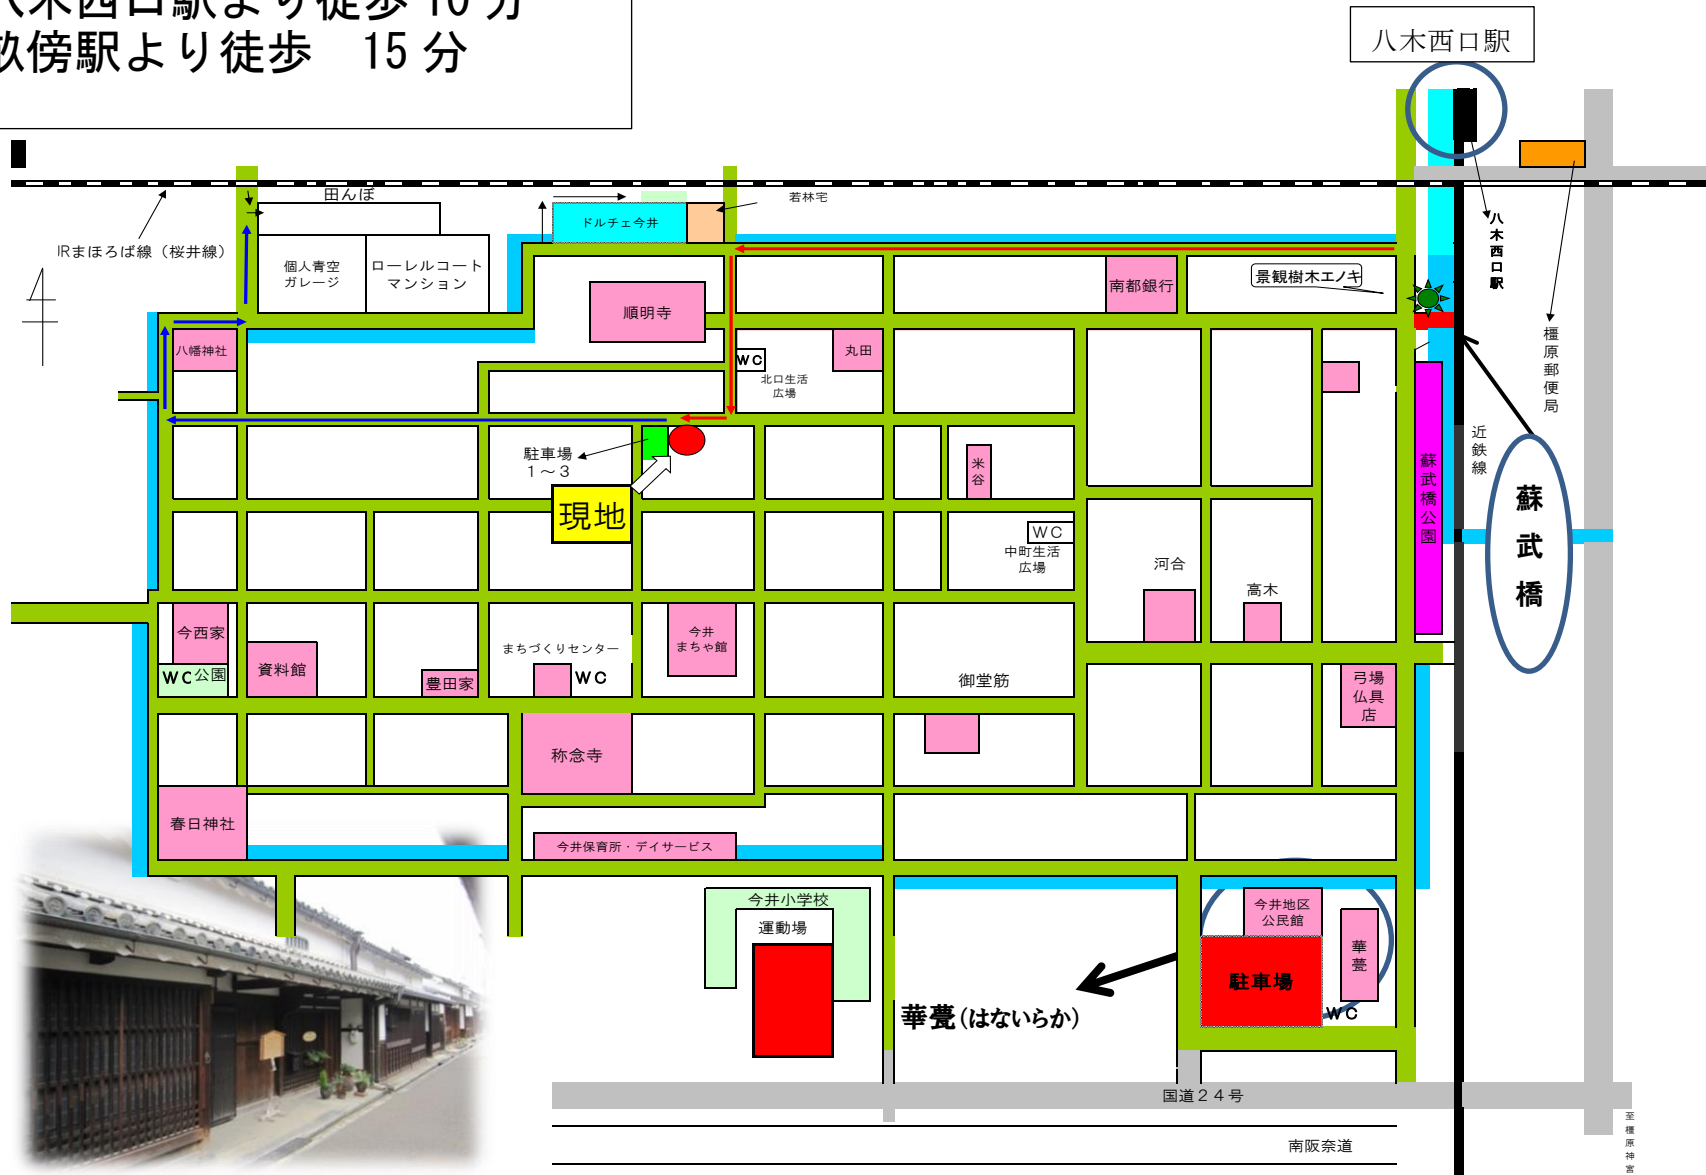 八木西口駅より徒歩 10 分
畝傍駅より徒歩　15 分
八木西口駅
田んぼ
若林宅
ドルチェ今井
JRまほろば線（桜井線）
個人青空
ガレージ
ローレルコート
マンション
八木西口駅
南都銀行
景観樹木エノキ
順明寺
橿原郵便局
八幡神社
WC
丸田
北口生活
広場
近鉄線
駐車場
1～3
米谷
蘇武橋公園
蘇武橋
現地
WC
中町生活
広場
河合
高木
今西家
今井
まちや館
まちづくりセンター
資料館
WC公園
豊田家
WC
御堂筋
弓場
仏具
店
称念寺
春日神社
今井保育所・デイサービス
今井小学校
運動場
今井地区
公民館
華甍
駐車場
WC
華甍(はないらか)
国道24号
南阪奈道
至橿原神宮